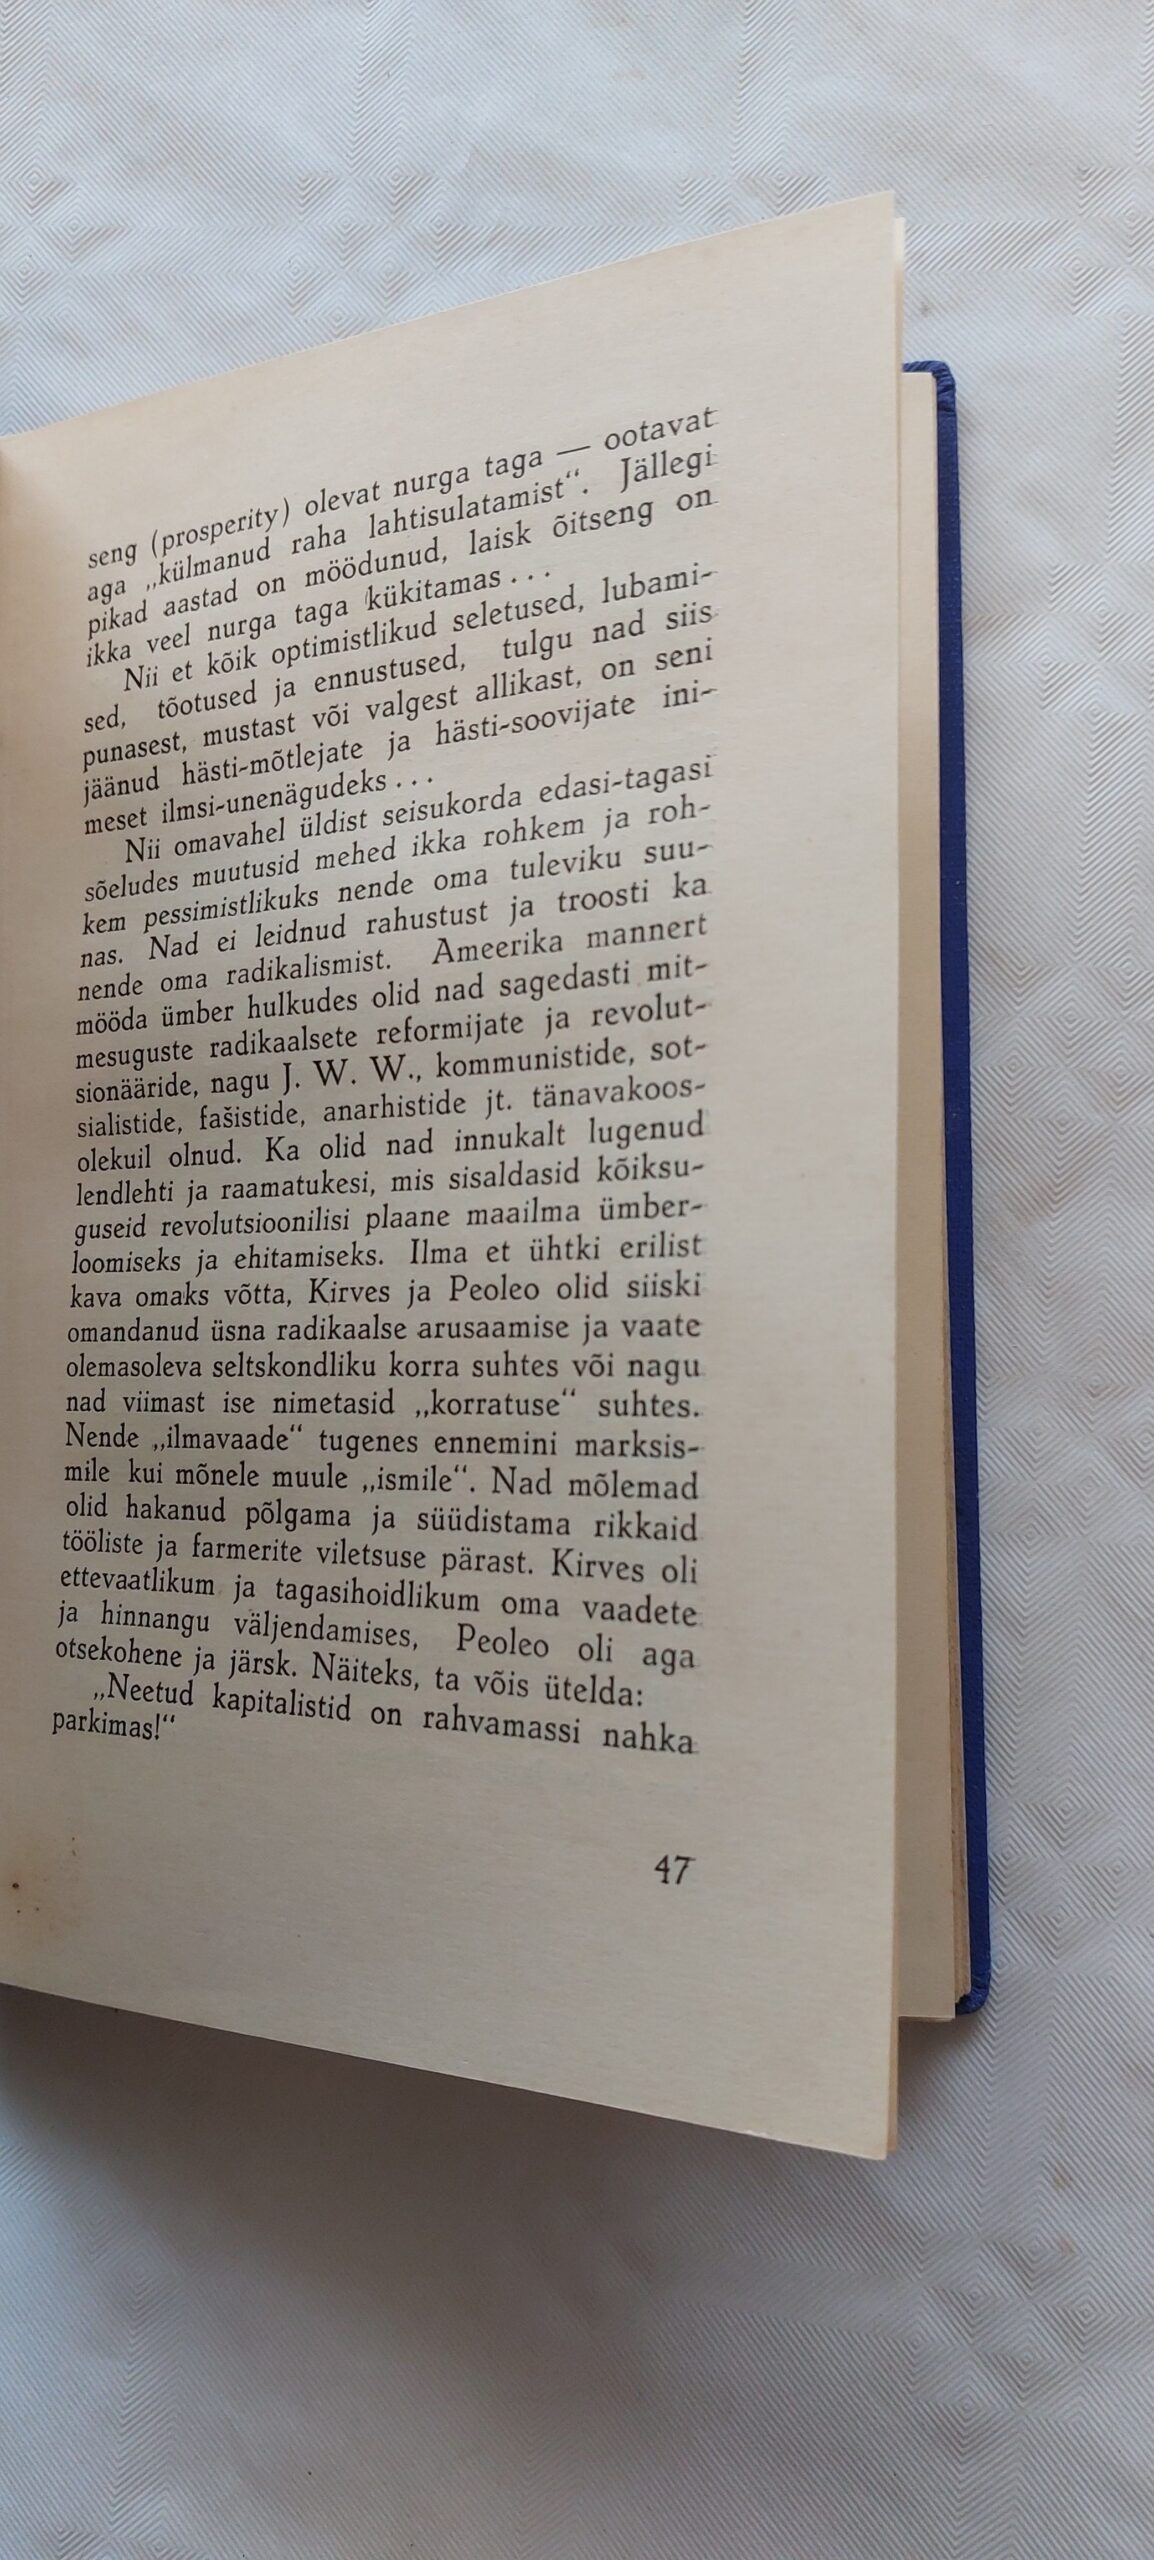 seng (prosperity) olevat nurga taga — ootavat
aga „külmanud raha lahtisulatamist“. Jällegi
pikad aastad on möödunud, laisk õitseng on
ikka veel nurga taga kükitamas . . .
Nii et kõik optimistlikud seletused, lubami-
sed, tõotused ja ennustused, tulgu nad siis
punasest, mustast või valgest allikast, on seni
jäänud hästi-mõtlejate ja hästi-soovijate ini-
meset ilmsi-unenägudeks . . .
Nii omavahel üldist seisukorda edasi-tagasi
sõeludes muutusid mehed ikka rohkem ja roh-
kem pessimistlikuks nende oma tuleviku suu-
nas. Nad ei leidnud rahustust ja troosti ka
nende oma radikalismist. Ameerika mannert
mööda ümber hulkudes olid nad sagedasti mit-
mesuguste radikaalsete reformijate ja revolut-
sionääride, nagu J. W. W., kommunistide, sot-
sialistide, fašistide, anarhistide jt. tänavakoos-
olekuil olnud. Ka olid nad innukalt lugenud
lendlehti ja raamatukesi, mis sisaldasid kõiksu-
guseid revolutsioonilisi plaane maailma ümber-
loomiseks ja ehitamiseks. Ilma et ühtki erilist
kava omaks võtta, Kirves ja Peoleo olid siiski
omandanud üsna radikaalse arusaamise ja vaate
olemasoleva seltskondliku korra suhtes või nagu
nad viimast ise nimetasid „korratuse“ suhtes.
Nende „ilmavaade“ tugenes ennemini marksis-
mile kui mõnele muule „ismile“. Nad mõlemad
olid hakanud põlgama ja süüdistama rikkaid
tööliste ja farmerite viletsuse pärast. Kirves oli
ettevaatlikum ja tagasihoidlikum oma vaadete
ja hinnangu väljendamises, Peoleo oli aga
otsekohene ja järsk. Näiteks, ta võis ütelda:
„Neetud kapitalistid on rahvamassi nahka
parkimas!“
47